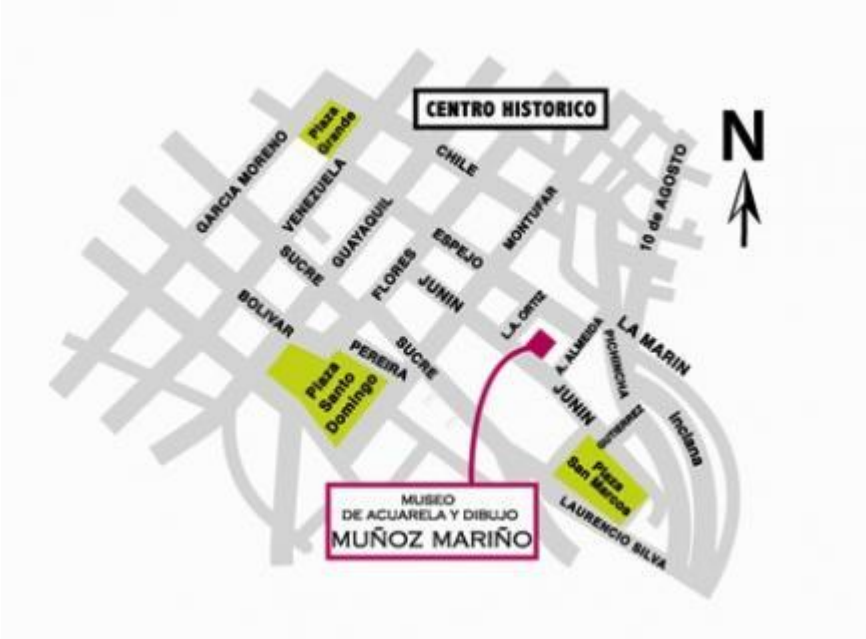 CENTRO HISTORICO
N
Plaza
Grande
GARCIA MORENO
VENEZUELA
CHILE
10 de AGOSTO
GUAYAQUIL
MONTUFAR
SUCRE
FLORES
ESPEJO
JUNIN
BOLIVAR
L.A. ORTIZ
PEREIRA
SUCRE
A. ALMEIDA
LA MARIN
PICHINCHA
Plaza
Santo
Domingo
JUNIN
GUTIERREZ
inclana
Plaza
San Marcos
LAURENCIO SILVA
MUSEO
DE ACUARELA Y DIBUJO
MUÑOZ MARIÑO